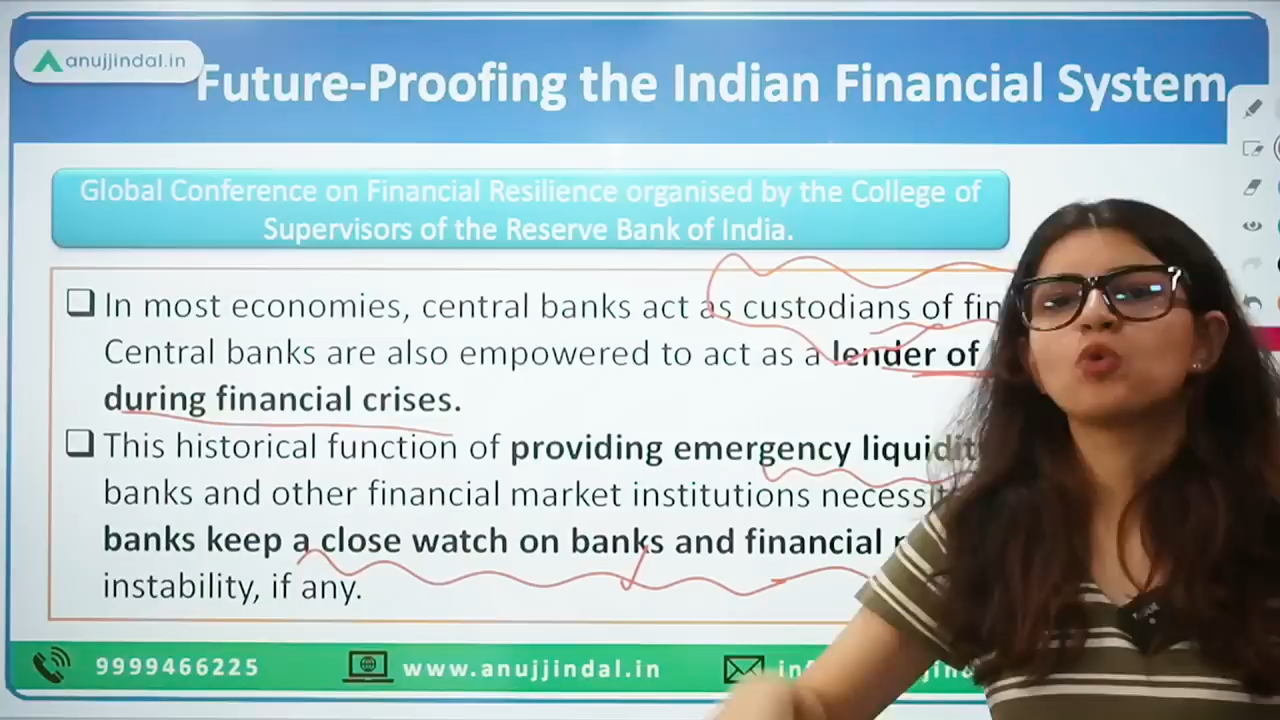 anujjindal.in
Future-Proofing the Indian Financial System
Global Conference on Financial Resilience organised by the College of
Supervisors of the Reserve Bank of India.
In most economies, central banks act as custodians of fin
Central banks are also empowered to act as a lender of
during financial crises.
This historical function of providing emergency liquidit
banks and other financial market institutions necessit
banks keep a close watch on banks and financial
instability, if any.
9999466225
www.anujjindal.in
in